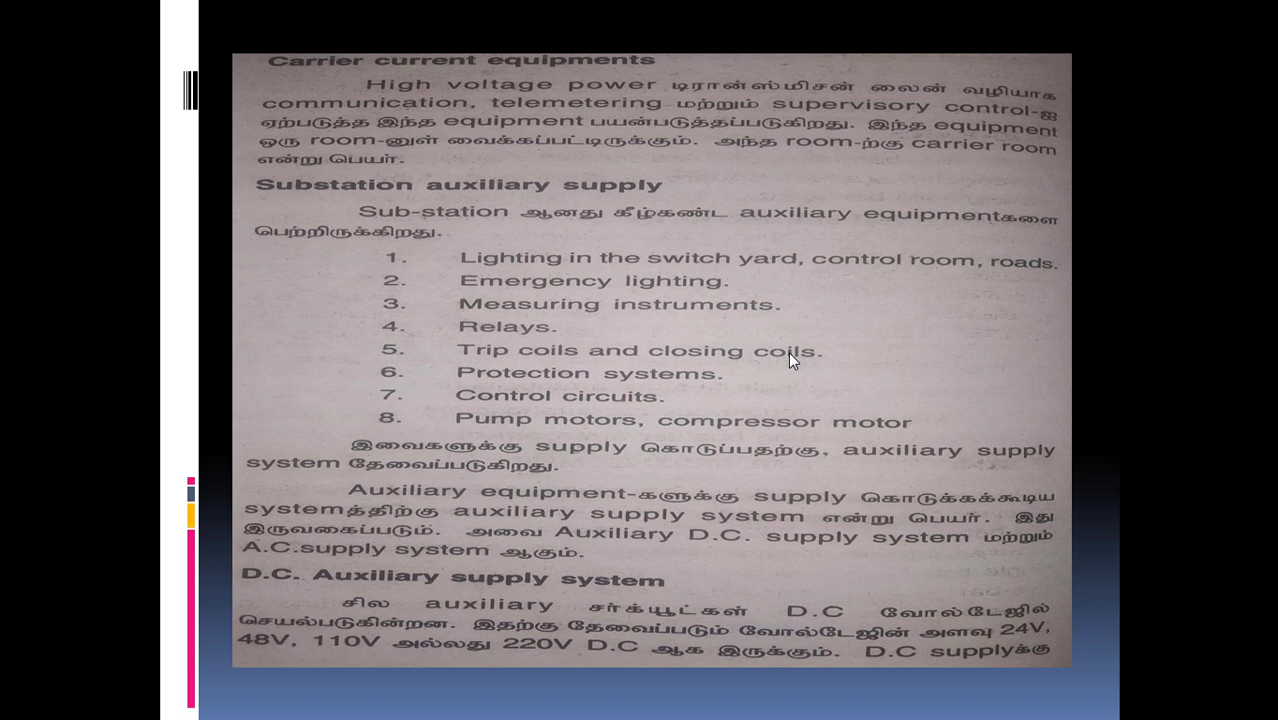 Carrier current equipments
High voltage power டிரான்ஸ்மிசன் லைன் வழியாக
communication, telemetering மற்றும் supervisory control-ஐ
ஏற்படுத்த இந்த equipment பயன்படுத்தப்படுகிறது. இந்த equipment
ஒரு room-னுள் வைக்கப்பட்டிருக்கும். அந்த room-ற்கு carrier room
என்று பெயர்.
Substation auxiliary supply
Sub-station ஆனது கீழ்கண்ட auxiliary equipmentகளை
பெற்றிருக்கிறது.
1. Lighting in the switch yard, control room, roads.
2. Emergency lighting.
3. Measuring instruments.
4. Relays.
5. Trip coils and closing coils.
6. Protection systems.
7. Control circuits.
8. Pump motors, compressor motor
இவைகளுக்கு supply கொடுப்பதற்கு, auxiliary supply
system தேவைப்படுகிறது.
Auxiliary equipment-களுக்கு supply கொடுக்கக்கூடிய
systemத்திற்கு auxiliary supply system என்று பெயர். இது
இருவகைப்படும். அவை Auxiliary D.C. supply system மற்றும்
A.C.supply system ஆகும்.
D.C. Auxiliary supply system
சில auxiliary சர்க்யூட்கள் D.C வோல்டேஜில்
செயல்படுகின்றன. இதற்கு தேவைப்படும் வோல்டேஜின் அளவு 24V,
48V, 110V அல்லது 220V D.C ஆக இருக்கும். D.C supplyக்கு